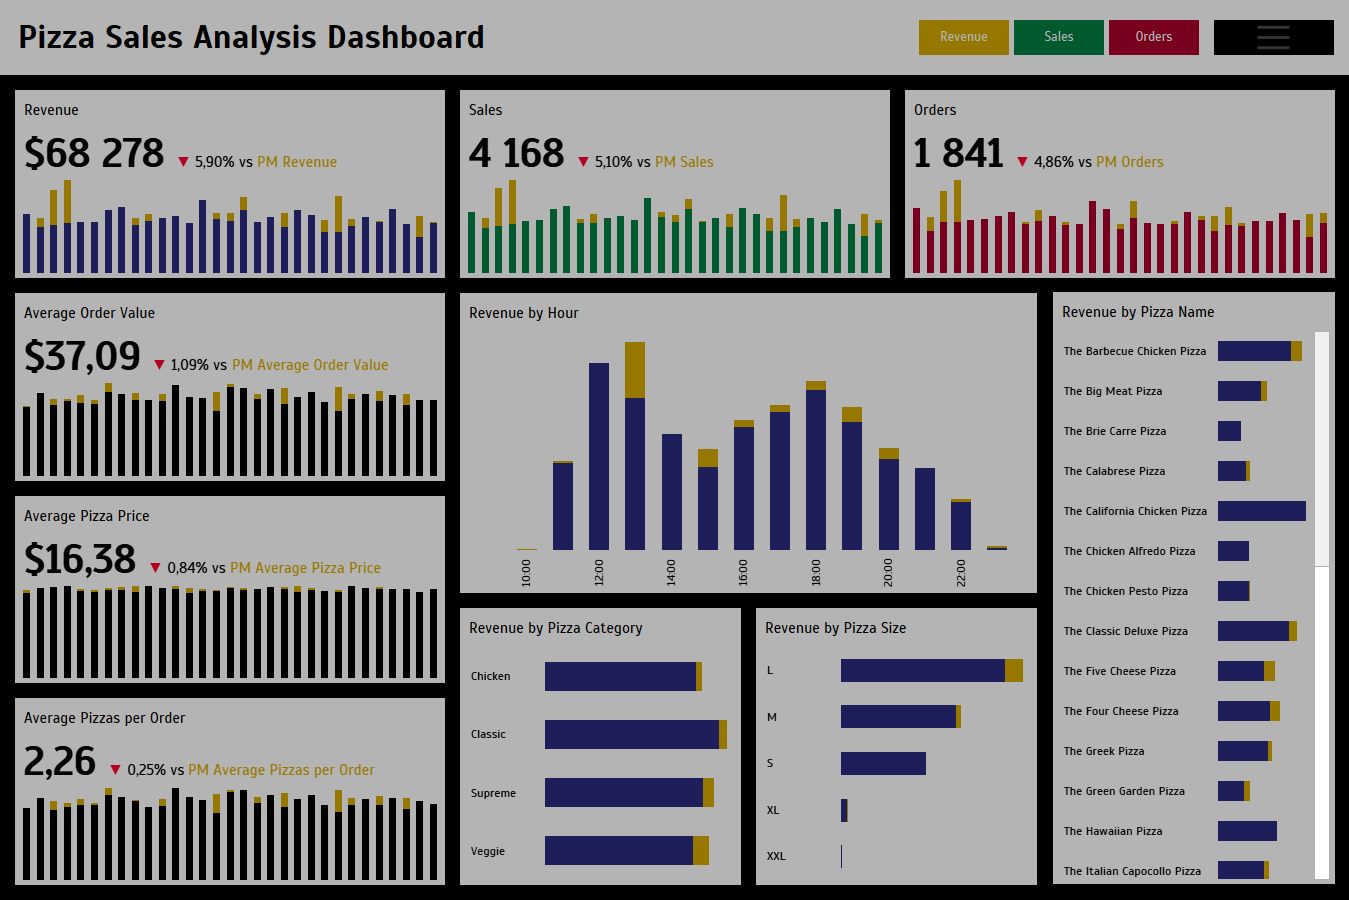 Pizza Sales Analysis Dashboard
Revenue
Sales
Orders
Revenue
$68 278 ▼ 5,90% vs PM Revenue
Sales
4 168 ▼ 5,10% vs PM Sales
Orders
1 841 ▼ 4,86% vs PM Orders
Average Order Value
$37,09 ▼ 1,09% vs PM Average Order Value
Average Pizza Price
$16,38 ▼ 0,84% vs PM Average Pizza Price
Average Pizzas per Order
2,26 ▼ 0,25% vs PM Average Pizzas per Order
Revenue by Hour
10:00
12:00
14:00
16:00
18:00
20:00
22:00
Revenue by Pizza Category
Chicken
Classic
Supreme
Veggie
Revenue by Pizza Size
L
M
S
XL
XXL
Revenue by Pizza Name
The Barbecue Chicken Pizza
The Big Meat Pizza
The Brie Carre Pizza
The Calabrese Pizza
The California Chicken Pizza
The Chicken Alfredo Pizza
The Chicken Pesto Pizza
The Classic Deluxe Pizza
The Five Cheese Pizza
The Four Cheese Pizza
The Greek Pizza
The Green Garden Pizza
The Hawaiian Pizza
The Italian Capocollo Pizza